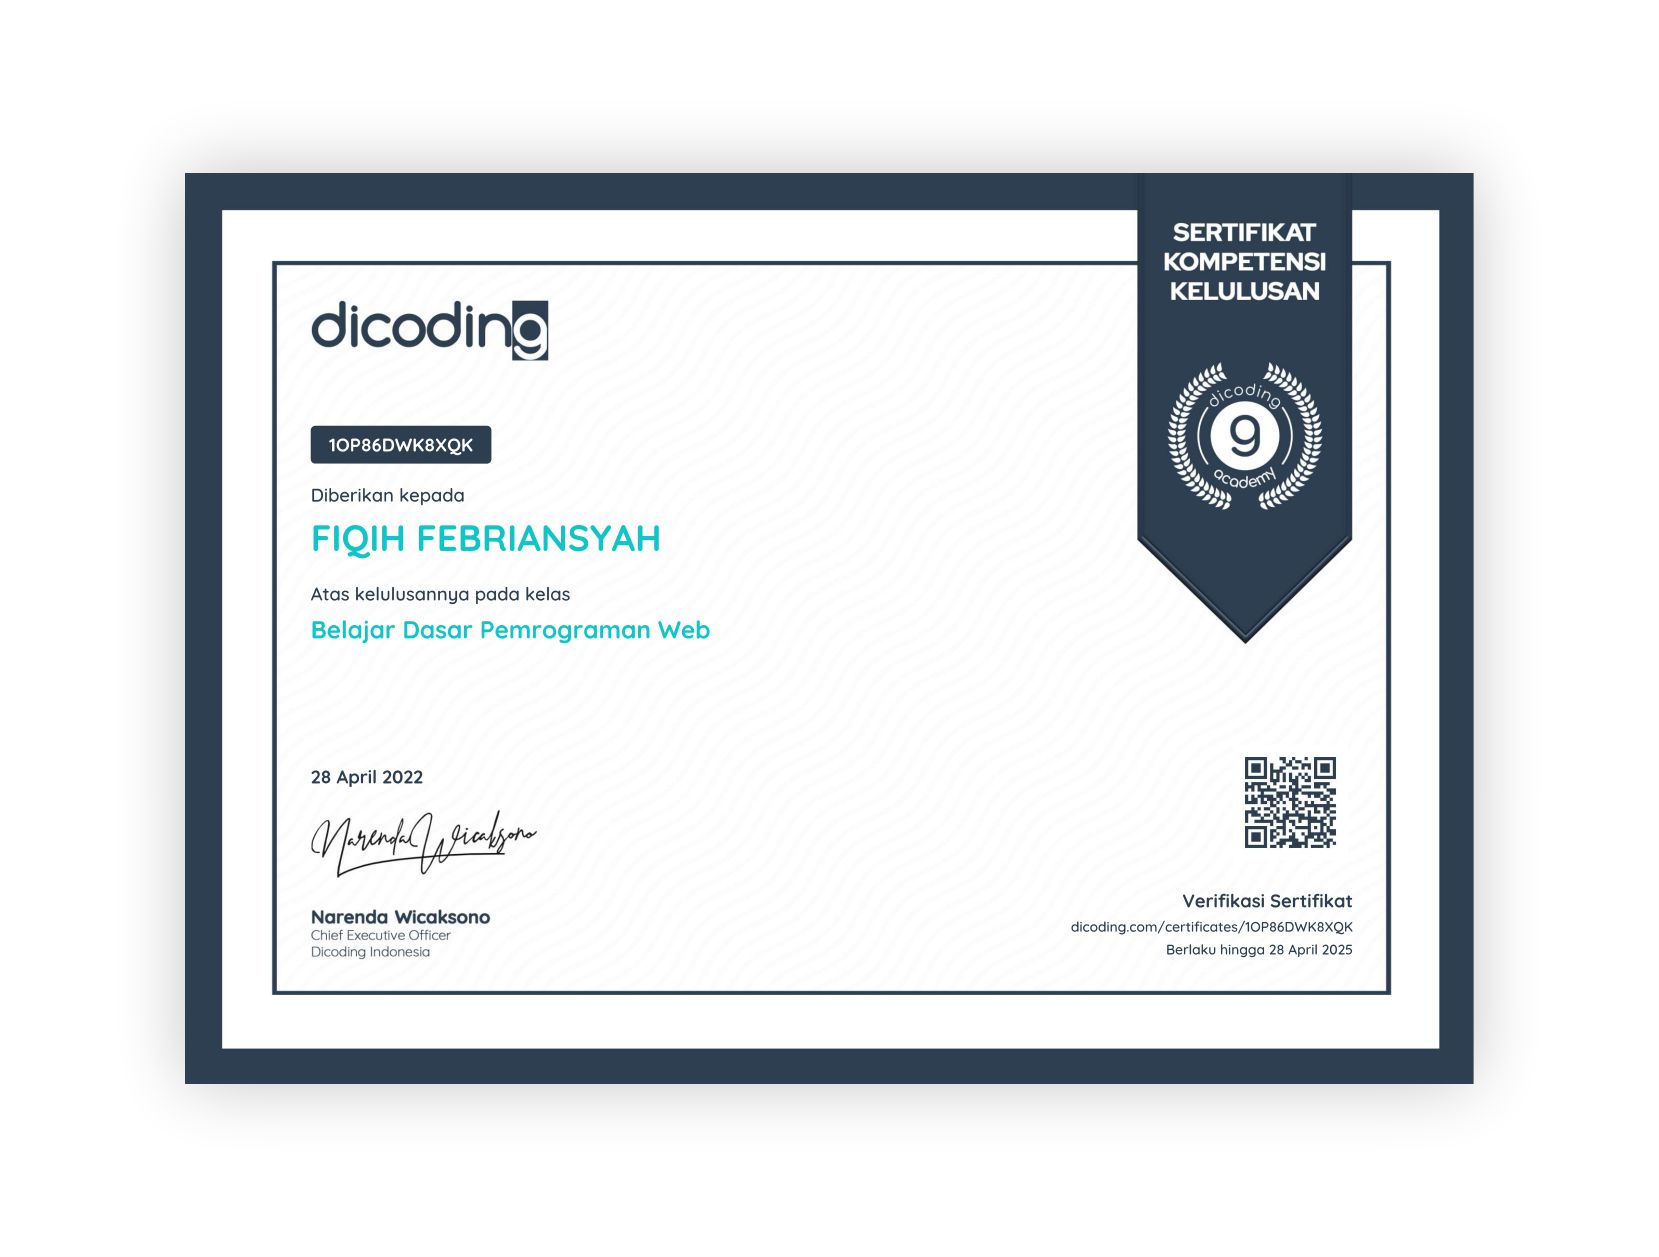 SERTIFIKAT
KOMPETENSI
KELULUSAN
dicoding
dicoding
9
academy
1OP86DWK8XQK
Diberikan kepada
FIQIH FEBRIANSYAH
Atas kelulusannya pada kelas
Belajar Dasar Pemrograman Web
28 April 2022
Narenda Wicaksono
Narenda Wicaksono
Chief Executive Officer
Dicoding Indonesia
Verifikasi Sertifikat
dicoding.com/certificates/1OP86DWK8XQK
Berlaku hingga 28 April 2025